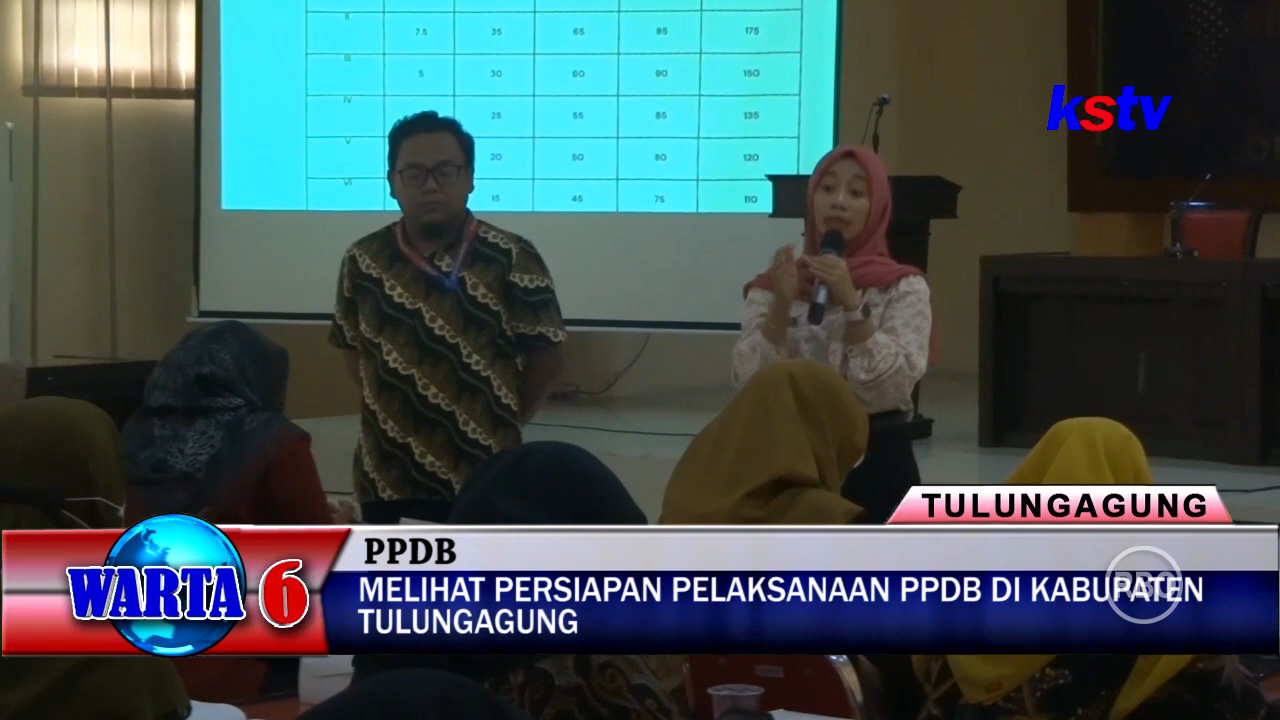 II 7.5 35 65 95 175
III 5 30 60 90 150
IV 25 55 85 135
V 20 50 80 120
VI 15 45 75 110
kstv
TULUNGAGUNG
PPDB
WARTA 6
MELIHAT PERSIAPAN PELAKSANAAN PPDB DI KABUPATEN
TULUNGAGUNG